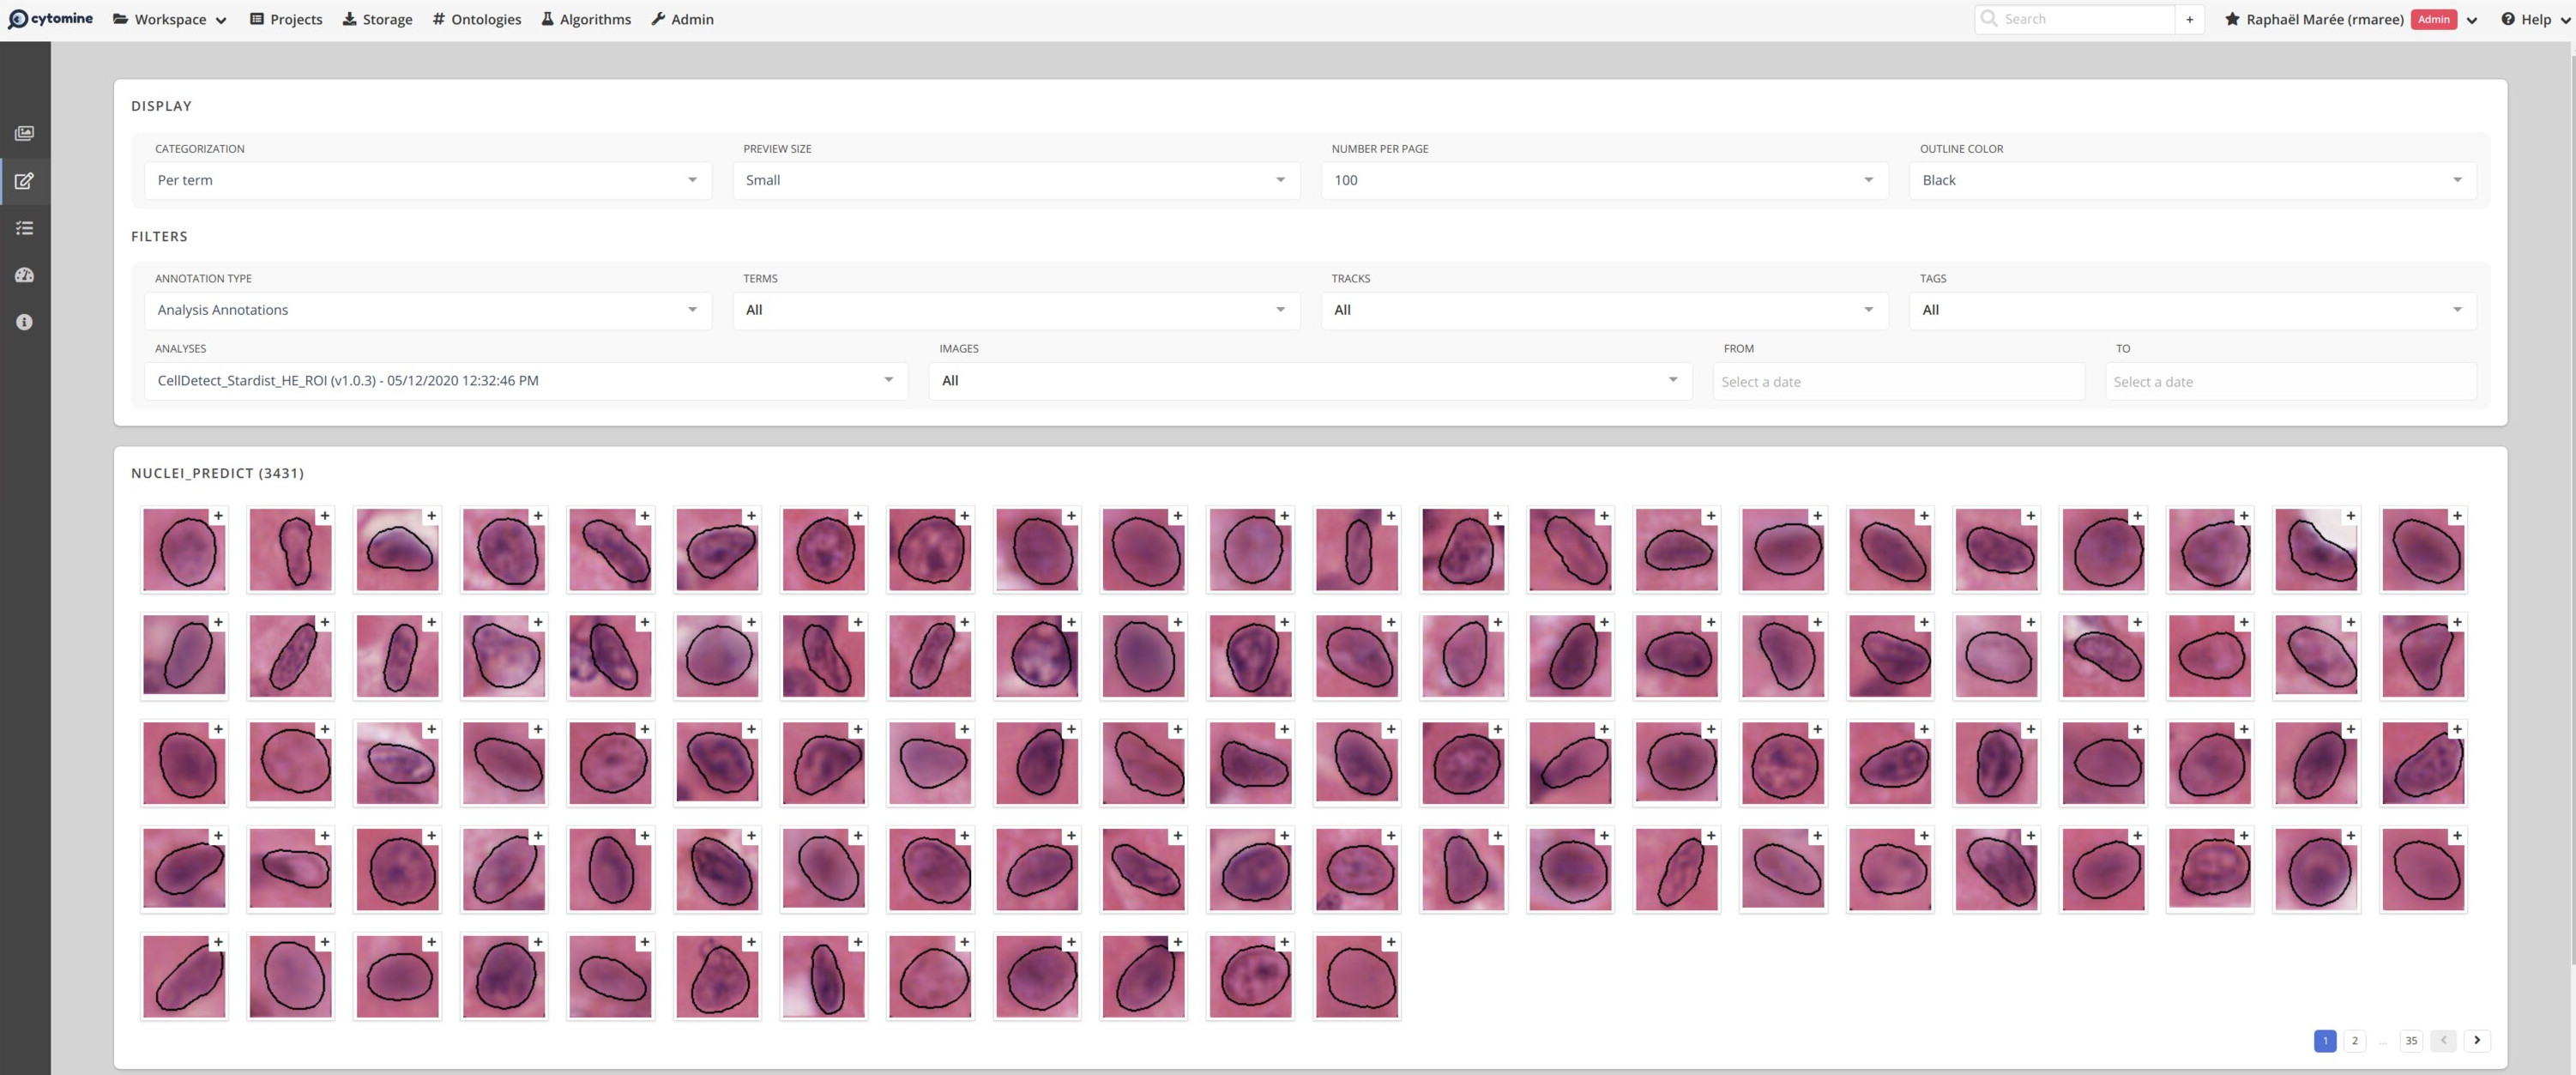 cytomine Workspace Projects Storage Ontologies Algorithms Admin Search + Raphaël Marée (rmaree) Admin Help
DISPLAY
CATEGORIZATION PREVIEW SIZE NUMBER PER PAGE OUTLINE COLOR
Per term Small 100 Black
FILTERS
ANNOTATION TYPE TERMS TRACKS TAGS
Analysis Annotations All All All
ANALYSES IMAGES FROM TO
CellDetect_Stardist_HE_ROI (v1.0.3) - 05/12/2020 12:32:46 PM All Select a date Select a date
NUCLEI_PREDICT (3431)
1 2 ... 35